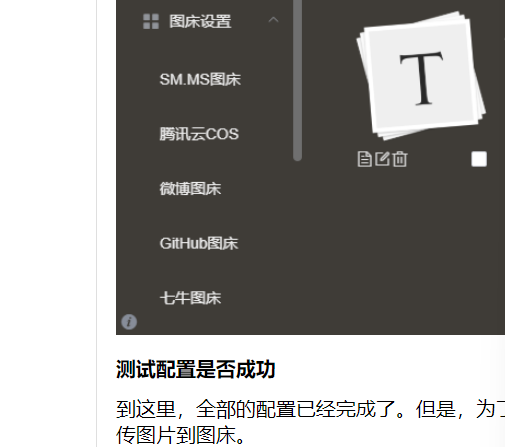 图床设置
SM.MS图床
腾讯云COS
微博图床
GitHub图床
七牛图床
T
测试配置是否成功
到这里，全部的配置已经完成了。但是，为了
传图片到图床。